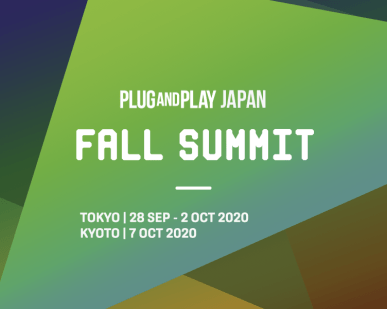 PLUGANDPLAY JAPAN
FALL SUMMIT
TOKYO | 28 SEP - 2 OCT 2020
KYOTO | 7 OCT 2020